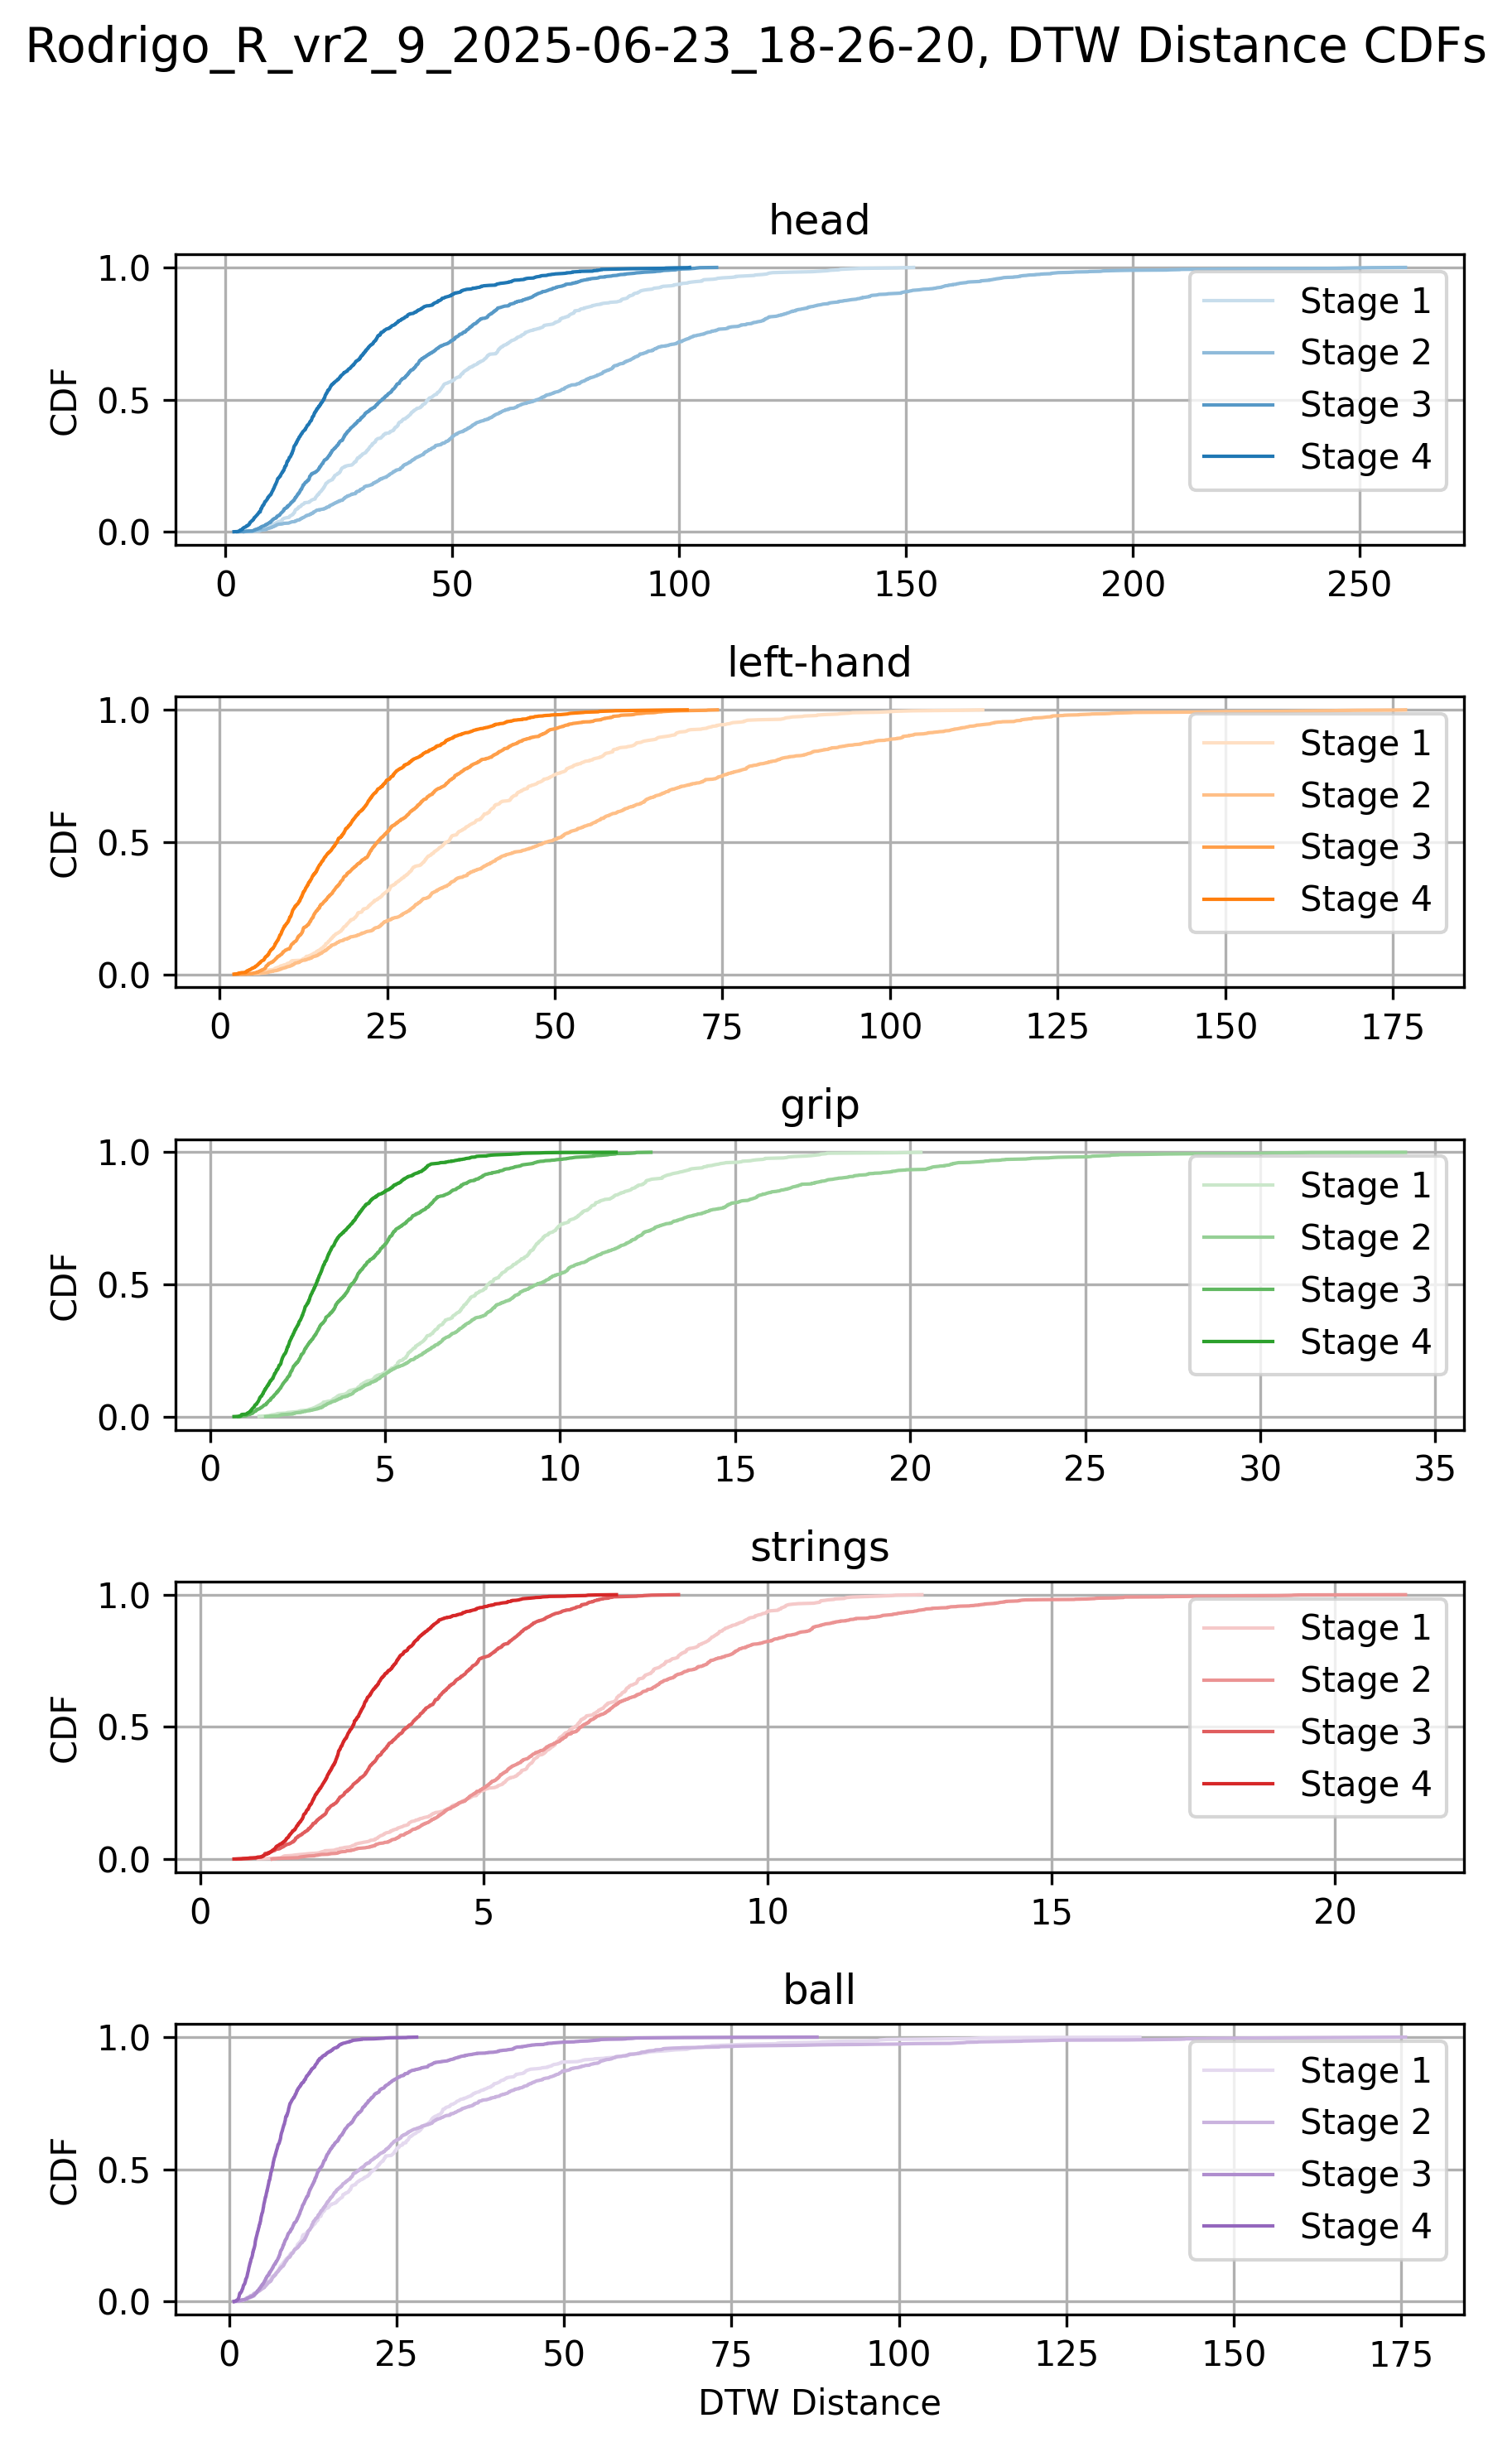 Rodrigo_R_vr2_9_2025-06-23_18-26-20, DTW Distance CDFs
head
CDF
1.0
0.5
0.0
0 50 100 150 200 250
Stage 1
Stage 2
Stage 3
Stage 4
left-hand
CDF
1.0
0.5
0.0
0 25 50 75 100 125 150 175
Stage 1
Stage 2
Stage 3
Stage 4
grip
CDF
1.0
0.5
0.0
0 5 10 15 20 25 30 35
Stage 1
Stage 2
Stage 3
Stage 4
strings
CDF
1.0
0.5
0.0
0 5 10 15 20
Stage 1
Stage 2
Stage 3
Stage 4
ball
CDF
1.0
0.5
0.0
0 25 50 75 100 125 150 175
Stage 1
Stage 2
Stage 3
Stage 4
DTW Distance